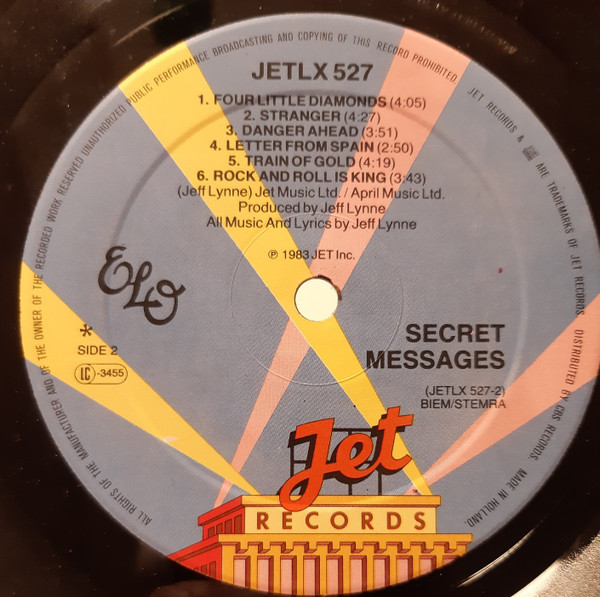 JETLX 527
1. FOUR LITTLE DIAMONDS (4:05)
2. STRANGER (4:27)
3. DANGER AHEAD (3:51)
4. LETTER FROM SPAIN (2:50)
5. TRAIN OF GOLD (4:19)
6. ROCK AND ROLL IS KING (3:43)
(Jeff Lynne) Jet Music Ltd. / April Music Ltd.
Produced by Jeff Lynne
All Music And Lyrics by Jeff Lynne
℗ 1983 JET Inc.
ELO
*
SIDE 2
LC-3455
SECRET
MESSAGES
(JETLX 527-2)
BIEM/STEMRA
Jet
RECORDS
ALL RIGHTS OF THE MANUFACTURER AND OF THE OWNER OF THE RECORDED WORK RESERVED UNAUTHORIZED PUBLIC PERFORMANCE BROADCASTING AND COPYING OF THIS RECORD PROHIBITED.
JET RECORDS & ARE TRADEMARKS OF JET RECORDS. DISTRIBUTED BY CBS RECORDS. MADE IN HOLLAND.